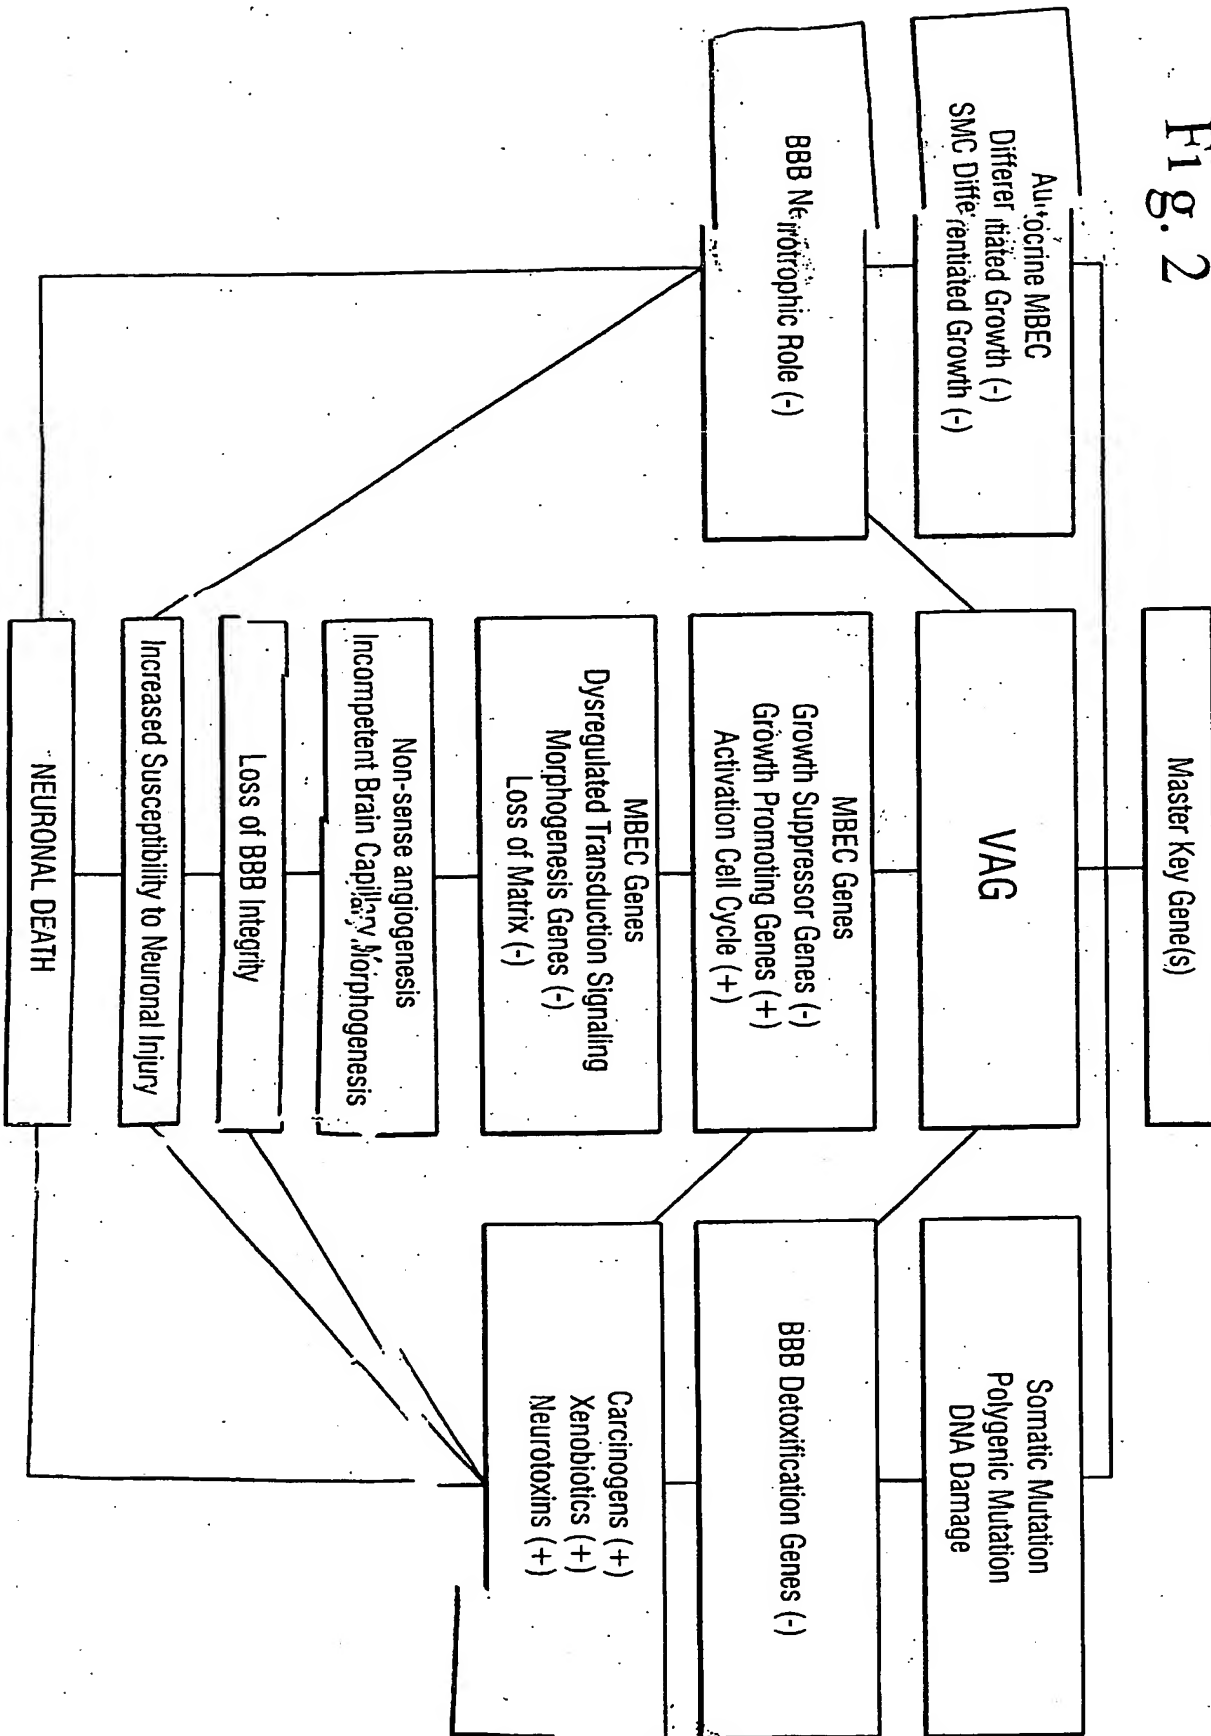 Fig. 2
Master Key Gene(s)
Autocrine MBEC
Differentiated Growth (-)
SMC Differentiated Growth (-)
VAG
Somatic Mutation
Polygenic Mutation
DNA Damage
BBB Neurotrophic Role (-)
MBEC Genes
Growth Suppressor Genes (-)
Growth Promoting Genes (+)
Activation Cell Cycle (+)
BBB Detoxification Genes (-)
MBEC Genes
Dysregulated Transduction Signaling
Morphogenesis Genes (-)
Loss of Matrix (-)
Carcinogens (+)
Xenobiotics (+)
Neurotoxins (+)
Non-sense angiogenesis
Incompetent Brain Capillary Morphogenesis
Loss of BBB Integrity
Increased Susceptibility to Neuronal Injury
NEURONAL DEATH